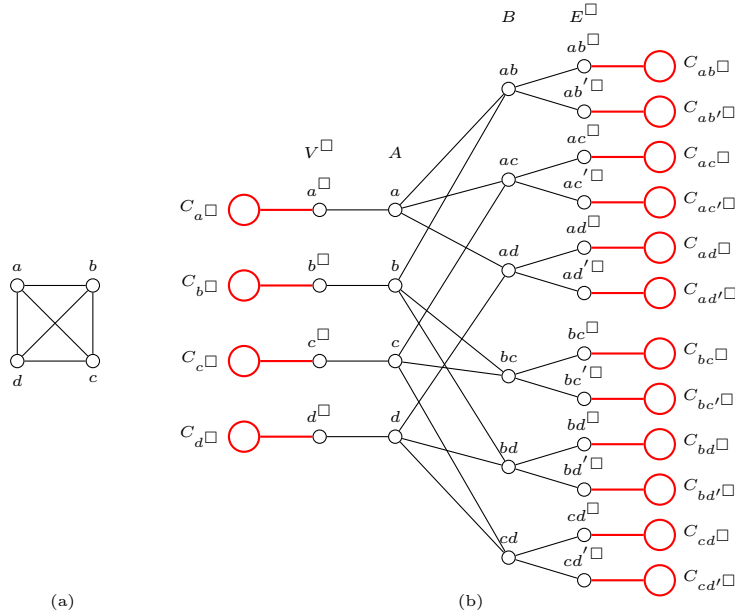 B E□
ab□
ab C_ab□
ab′□
C_ab′□
ac□
V□ A C_ac□
ac ac′□
a□ a C_ac′□
C_a□
ad□
C_ad□
ad ad′□
a b b□ b C_ad′□
C_b□
bc□
c□ c C_bc□
C_c□ bc bc′□
d c C_bc′□
d□ d bd□
C_d□ bd C_bd□
bd′□
C_bd′□
cd□
cd C_cd□
cd′□
C_cd′□
(a) (b)